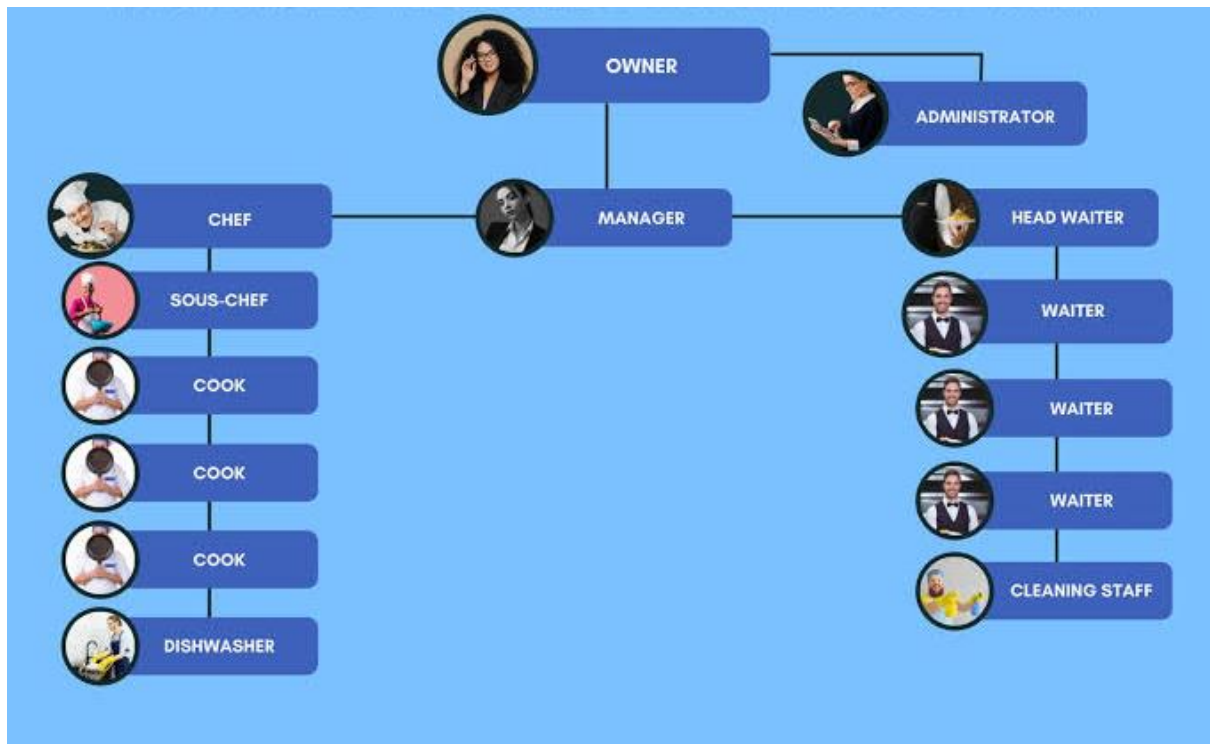 OWNER
ADMINISTRATOR
CHEF
MANAGER
HEAD WAITER
SOUS-CHEF
WAITER
COOK
WAITER
COOK
WAITER
COOK
CLEANING STAFF
DISHWASHER